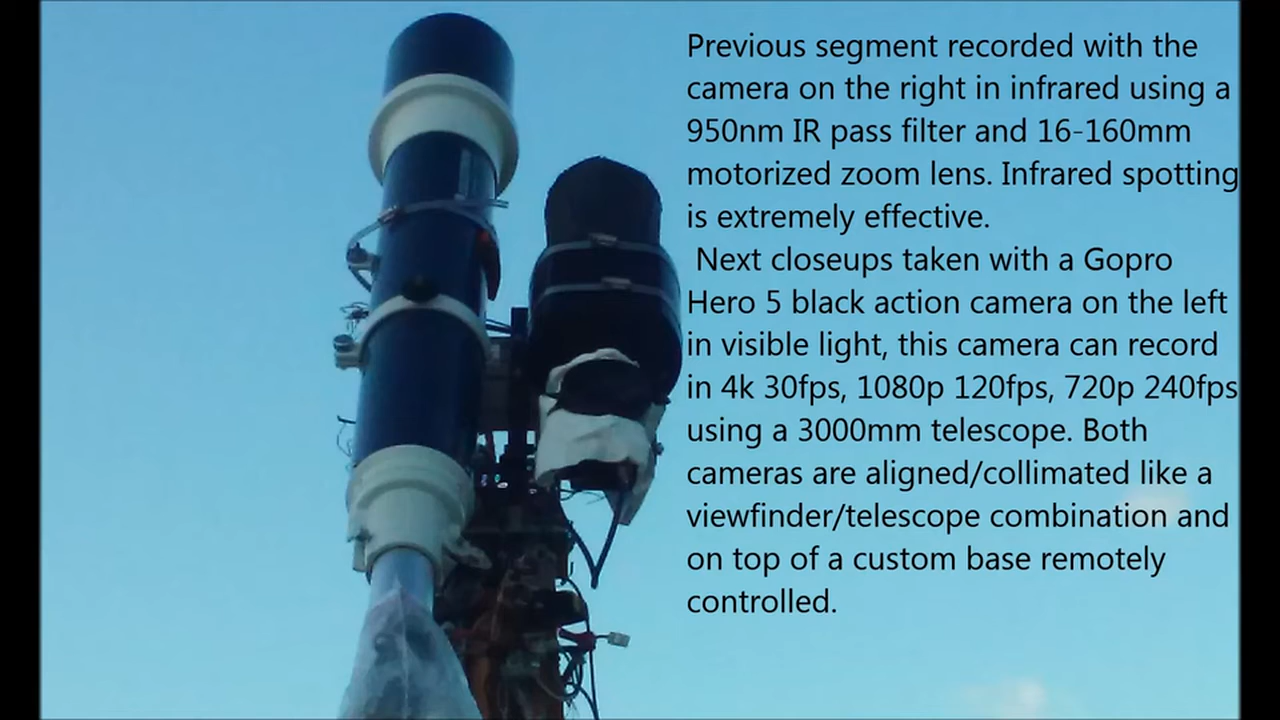 Previous segment recorded with the
camera on the right in infrared using a
950nm IR pass filter and 16-160mm
motorized zoom lens. Infrared spotting
is extremely effective.
Next closeups taken with a Gopro
Hero 5 black action camera on the left
in visible light, this camera can record
in 4k 30fps, 1080p 120fps, 720p 240fps
using a 3000mm telescope. Both
cameras are aligned/collimated like a
viewfinder/telescope combination and
on top of a custom base remotely
controlled.